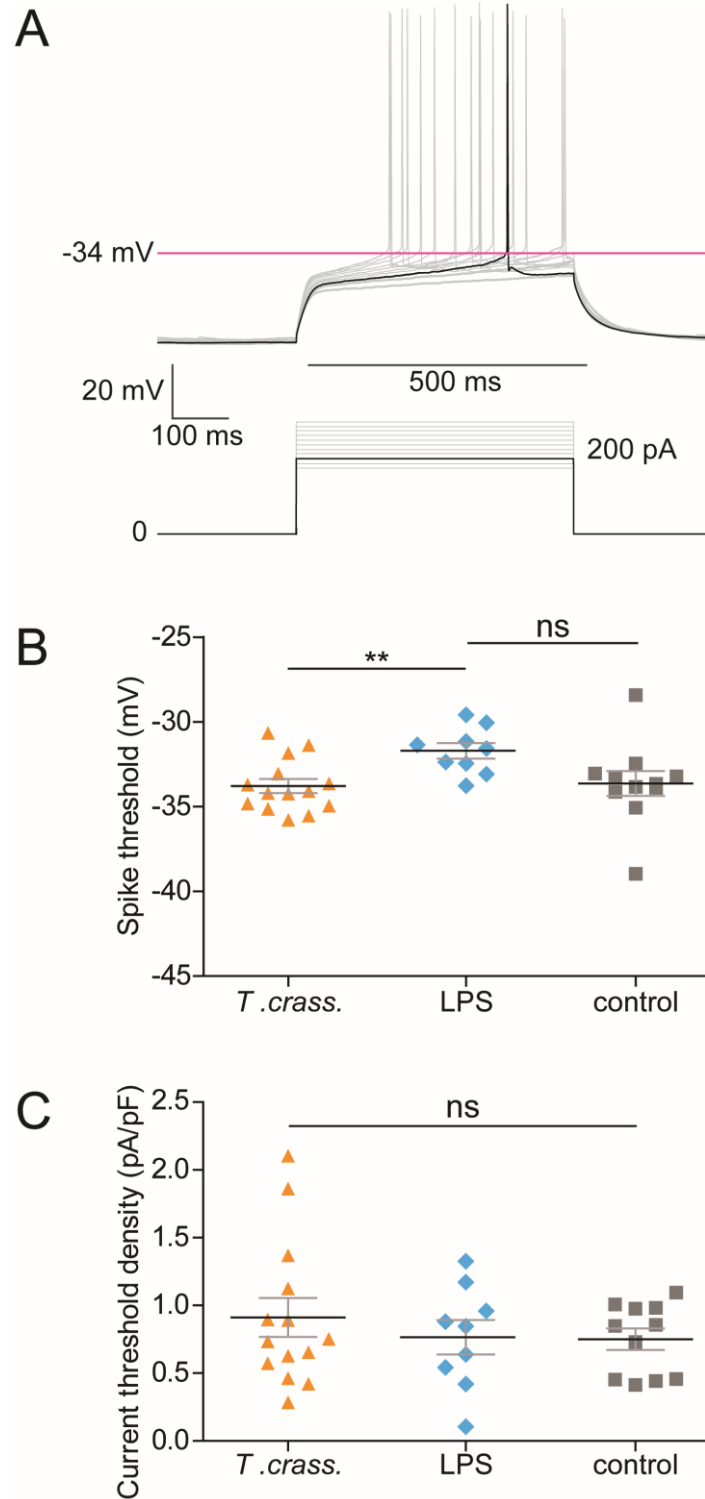 A
-34 mV
20 mV
100 ms
500 ms
200 pA
0
B
Spike threshold (mV)
-25
-30
-35
-40
-45
**
ns
T .crass.
LPS
control
C
Current threshold density (pA/pF)
2.5
2.0
1.5
1.0
0.5
0.0
ns
T .crass.
LPS
control